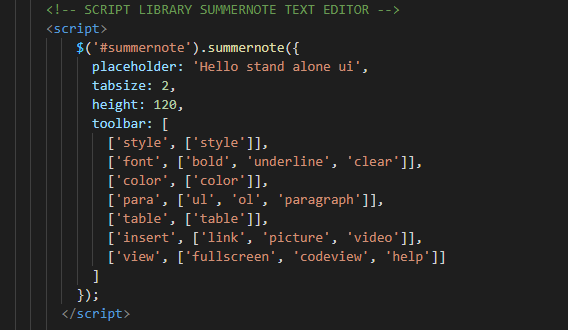 <!-- SCRIPT LIBRARY SUMMERNOTE TEXT EDITOR -->
<script>
$('#summernote').summernote({
placeholder: 'Hello stand alone ui',
tabsize: 2,
height: 120,
toolbar: [
['style', ['style']],
['font', ['bold', 'underline', 'clear']],
['color', ['color']],
['para', ['ul', 'ol', 'paragraph']],
['table', ['table']],
['insert', ['link', 'picture', 'video']],
['view', ['fullscreen', 'codeview', 'help']]
]
});
</script>